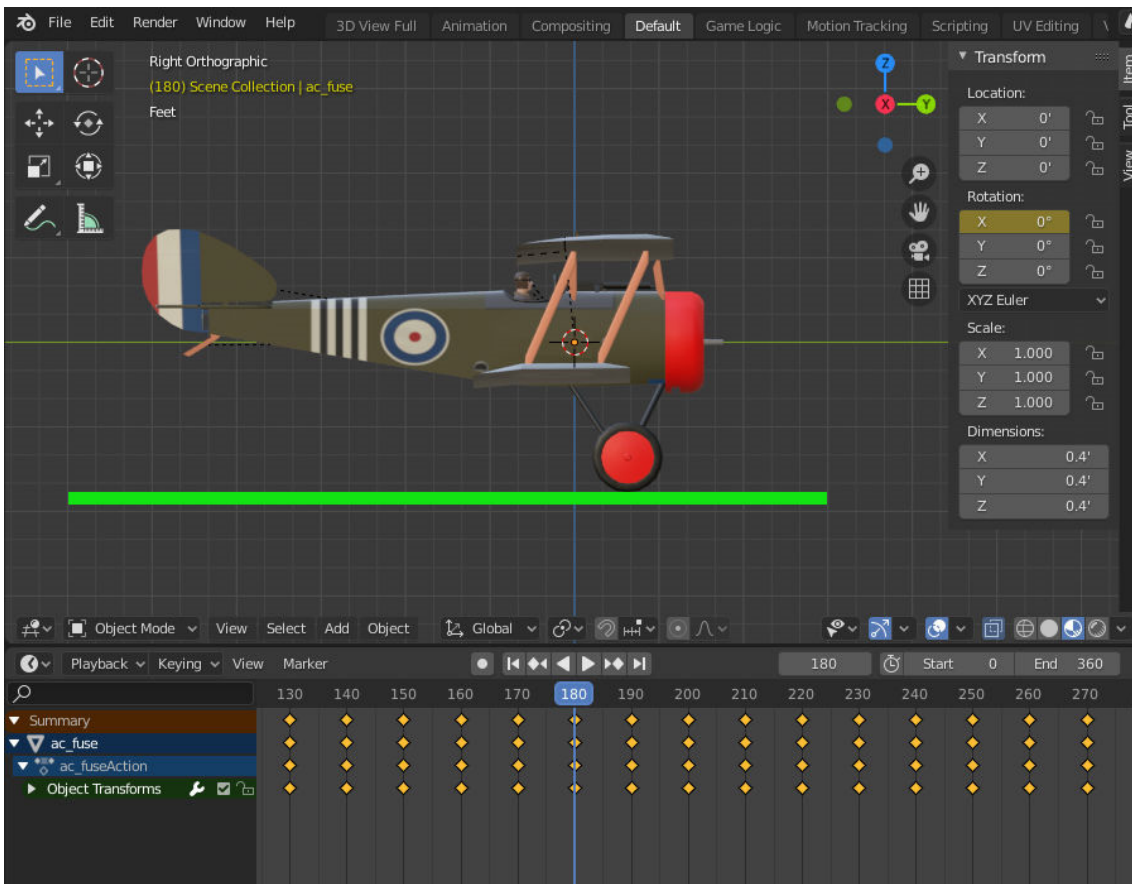 File Edit Render Window Help 3D View Full Animation Compositing Default Game Logic Motion Tracking Scripting UV Editing
Right Orthographic
(180) Scene Collection | ac_fuse
Feet
Z
X
Y
Transform
Location:
X 0'
Y 0'
Z 0'
Rotation:
X 0°
Y 0°
Z 0°
XYZ Euler
Scale:
X 1.000
Y 1.000
Z 1.000
Dimensions:
X 0.4'
Y 0.4'
Z 0.4'
Item
Tool
View
Object Mode View Select Add Object Global
Playback Keying View Marker 180 Start 0 End 360
130 140 150 160 170 180 190 200 210 220 230 240 250 260 270
Summary
ac_fuse
ac_fuseAction
Object Transforms